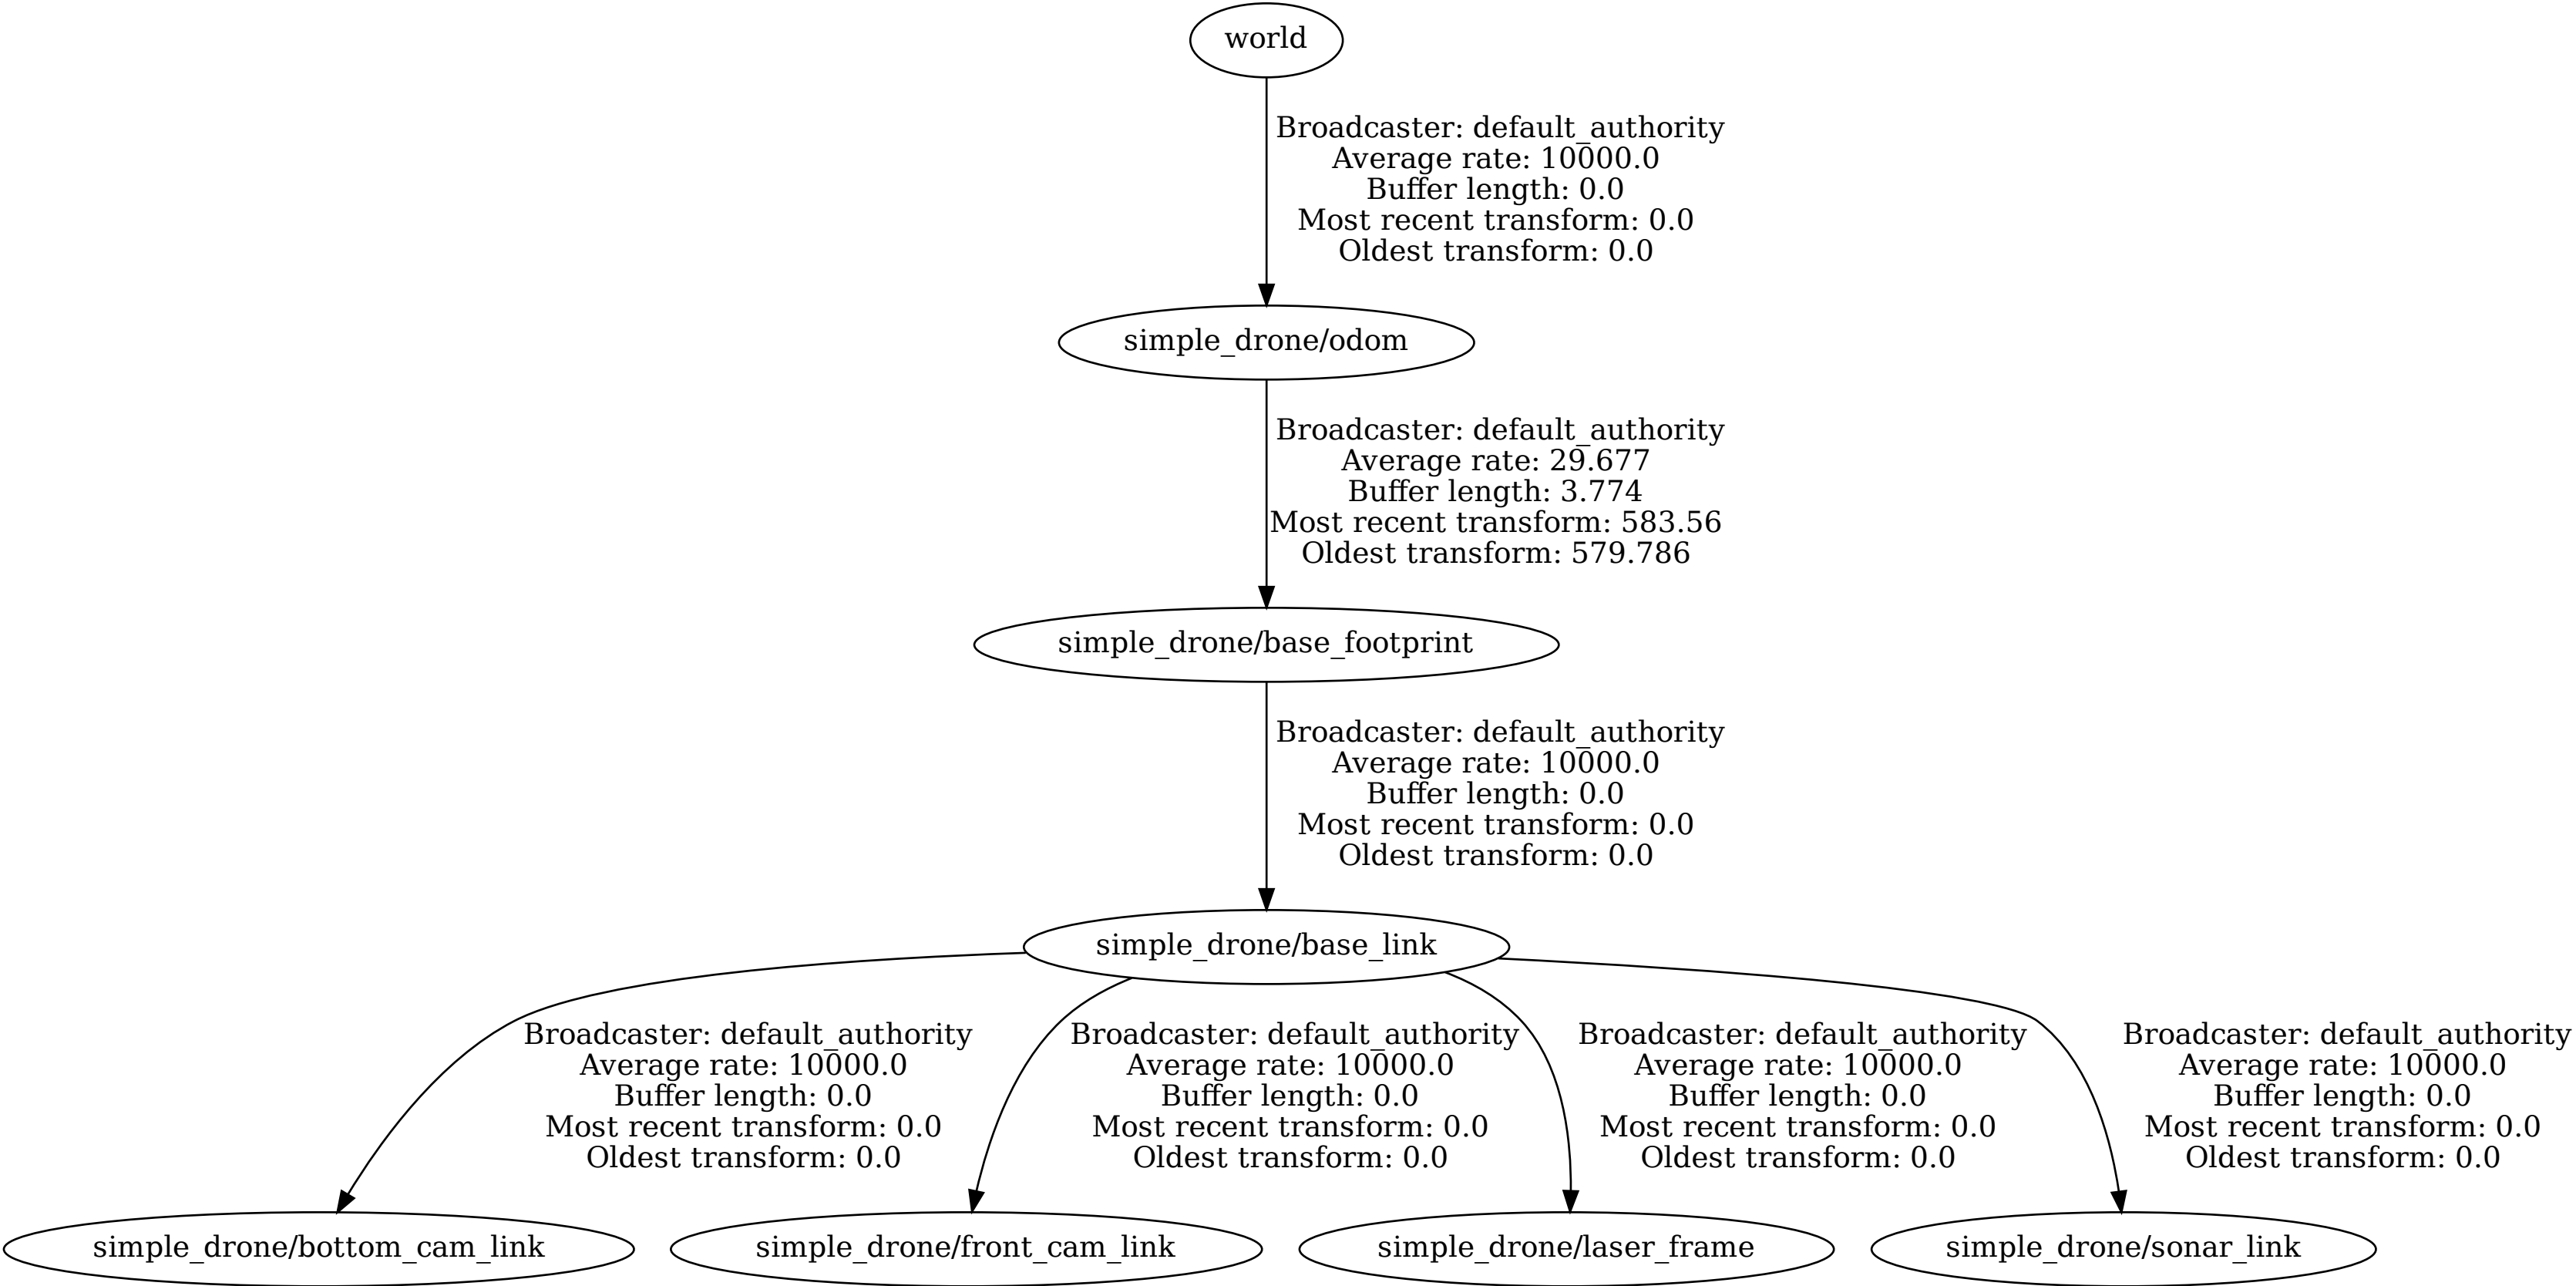 world
Broadcaster: default_authority
Average rate: 10000.0
Buffer length: 0.0
Most recent transform: 0.0
Oldest transform: 0.0
simple_drone/odom
Broadcaster: default_authority
Average rate: 29.677
Buffer length: 3.774
Most recent transform: 583.56
Oldest transform: 579.786
simple_drone/base_footprint
Broadcaster: default_authority
Average rate: 10000.0
Buffer length: 0.0
Most recent transform: 0.0
Oldest transform: 0.0
simple_drone/base_link
Broadcaster: default_authority
Average rate: 10000.0
Buffer length: 0.0
Most recent transform: 0.0
Oldest transform: 0.0
Broadcaster: default_authority
Average rate: 10000.0
Buffer length: 0.0
Most recent transform: 0.0
Oldest transform: 0.0
Broadcaster: default_authority
Average rate: 10000.0
Buffer length: 0.0
Most recent transform: 0.0
Oldest transform: 0.0
Broadcaster: default_authority
Average rate: 10000.0
Buffer length: 0.0
Most recent transform: 0.0
Oldest transform: 0.0
simple_drone/bottom_cam_link
simple_drone/front_cam_link
simple_drone/laser_frame
simple_drone/sonar_link